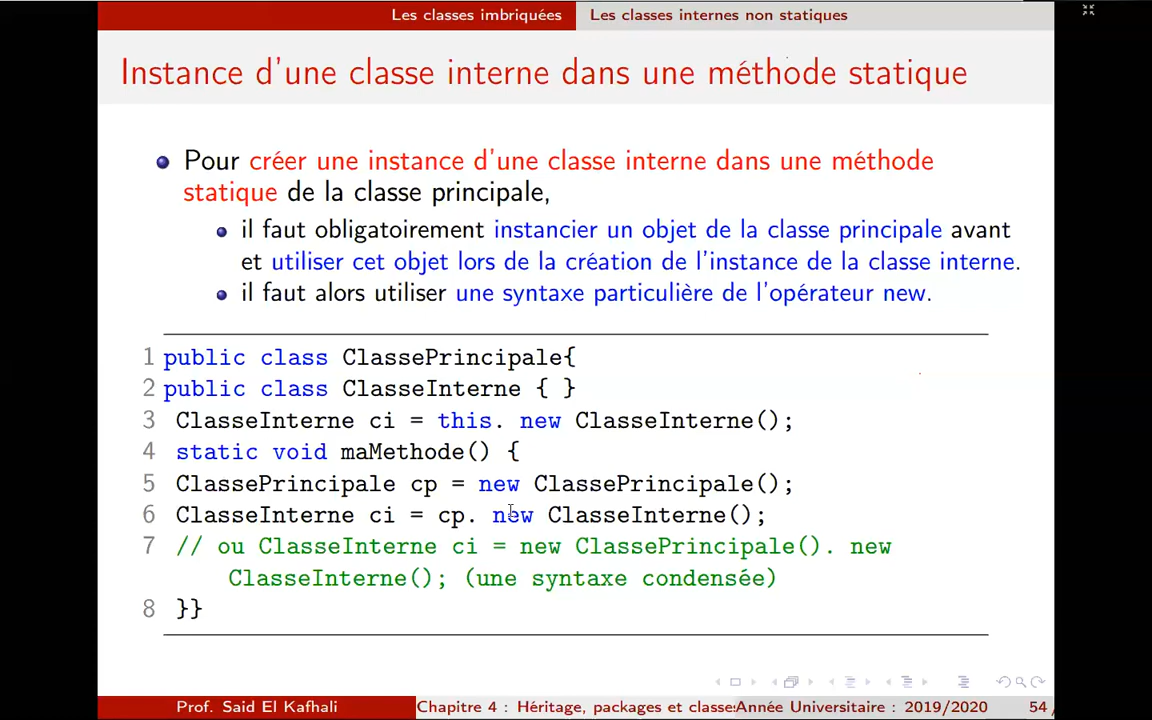 Les classes imbriquées Les classes internes non statiques
Instance d'une classe interne dans une méthode statique
Pour créer une instance d'une classe interne dans une méthode
statique de la classe principale,
il faut obligatoirement instancier un objet de la classe principale avant
et utiliser cet objet lors de la création de l'instance de la classe interne.
il faut alors utiliser une syntaxe particulière de l'opérateur new.
1 public class ClassePrincipale{
2 public class ClasseInterne { }
3 ClasseInterne ci = this. new ClasseInterne();
4 static void maMethode() {
5 ClassePrincipale cp = new ClassePrincipale();
6 ClasseInterne ci = cp. new ClasseInterne();
7 // ou ClasseInterne ci = new ClassePrincipale(). new
ClasseInterne(); (une syntaxe condensée)
8 }}
Prof. Said El Kafhali Chapitre 4 : Héritage, packages et classes Année Universitaire : 2019/2020 54 /